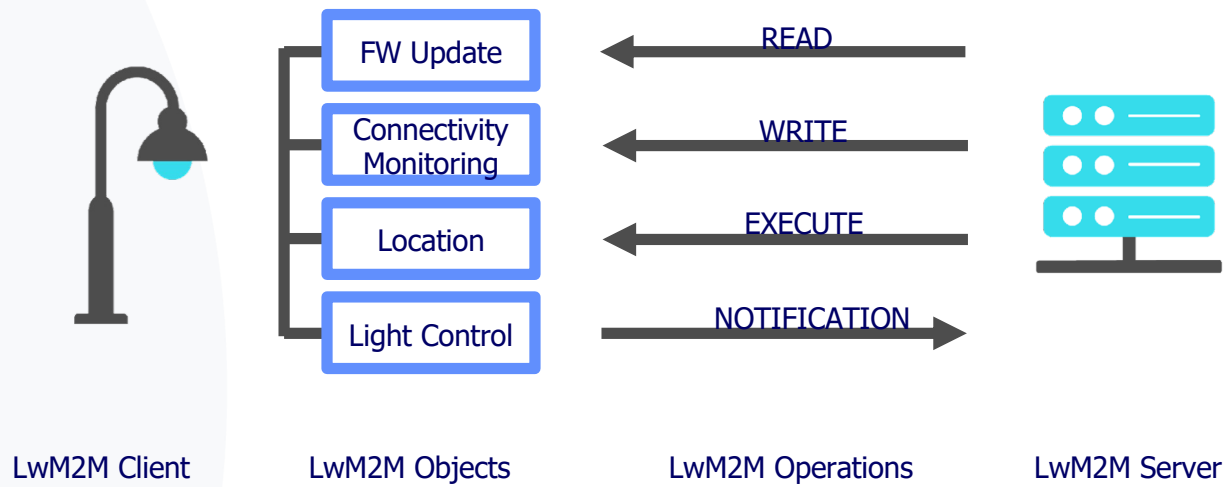 FW Update
Connectivity
Monitoring
Location
Light Control
READ
WRITE
EXECUTE
NOTIFICATION
LwM2M Client
LwM2M Objects
LwM2M Operations
LwM2M Server